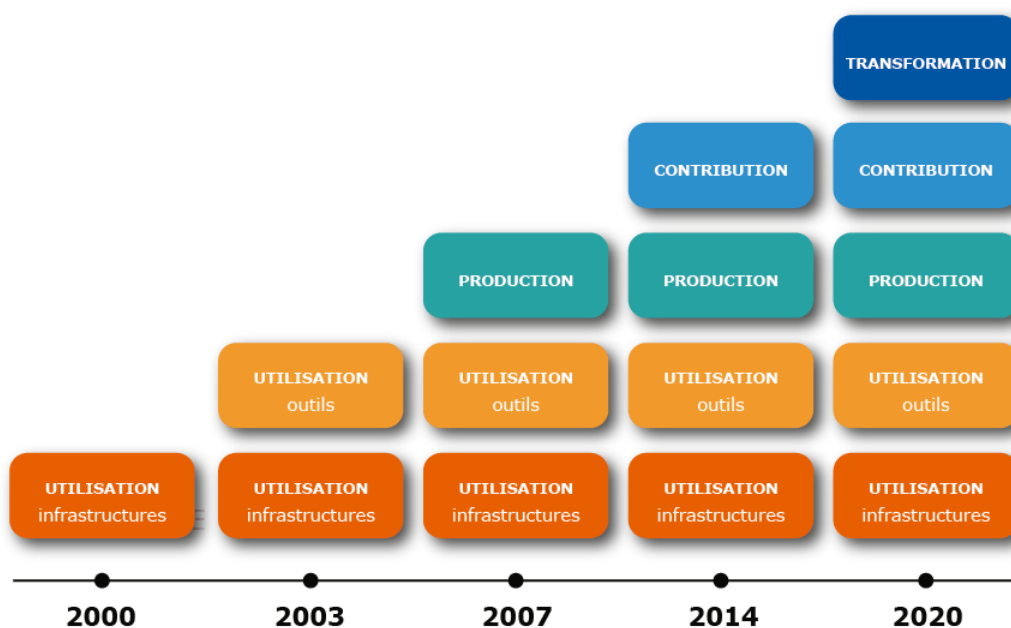 TRANSFORMATION
CONTRIBUTION
CONTRIBUTION
PRODUCTION
PRODUCTION
PRODUCTION
UTILISATION
outils
UTILISATION
outils
UTILISATION
outils
UTILISATION
outils
UTILISATION
infrastructures
UTILISATION
infrastructures
UTILISATION
infrastructures
UTILISATION
infrastructures
UTILISATION
infrastructures
2000
2003
2007
2014
2020